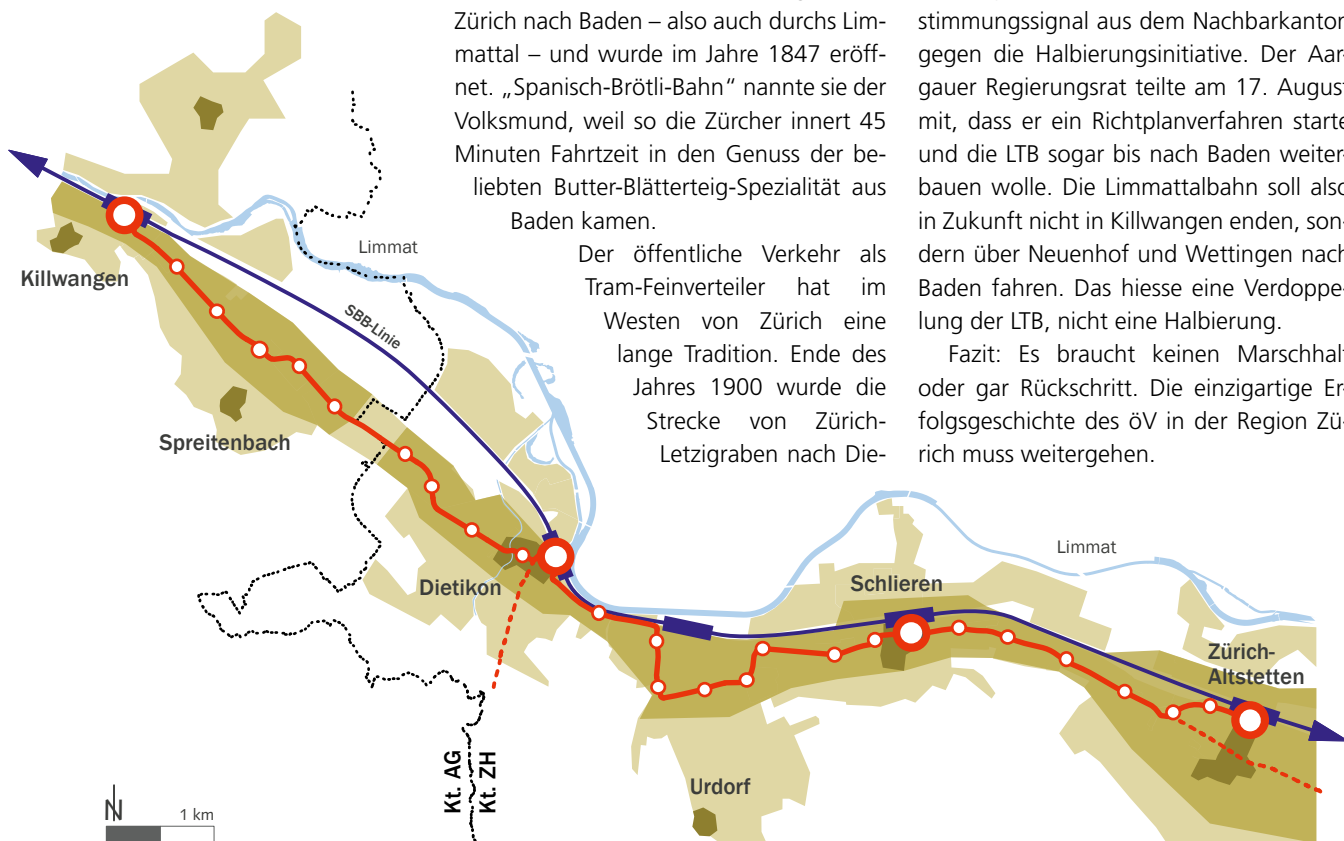 Zürich nach Baden – also auch durchs Lim-
mattal – und wurde im Jahre 1847 eröff-
net. „Spanisch-Brötli-Bahn“ nannte sie der
Volksmund, weil so die Zürcher innert 45
Minuten Fahrtzeit in den Genuss der be-
liebten Butter-Blätterteig-Spezialität aus
Baden kamen.
Der öffentliche Verkehr als
Tram-Feinverteiler hat im
Westen von Zürich eine
lange Tradition. Ende des
Jahres 1900 wurde die
Strecke von Zürich-
Letzigraben nach Die-
stimmungssignal aus dem Nachbarkanton
gegen die Halbierungsinitiative. Der Aar-
gauer Regierungsrat teilte am 17. August
mit, dass er ein Richtplanverfahren starte
und die LTB sogar bis nach Baden weiter-
bauen wolle. Die Limmattalbahn soll also
in Zukunft nicht in Killwangen enden, son-
dern über Neuenhof und Wettingen nach
Baden fahren. Das hiesse eine Verdoppe-
lung der LTB, nicht eine Halbierung.
Fazit: Es braucht keinen Marschhalt
oder gar Rückschritt. Die einzigartige Er-
folgsgeschichte des öV in der Region Zü-
rich muss weitergehen.
Limmat
Killwangen
SBB-Linie
Spreitenbach
Dietikon
Schlieren
Limmat
Zürich-
Altstetten
Urdorf
Kt. AG
Kt. ZH
N
1 km